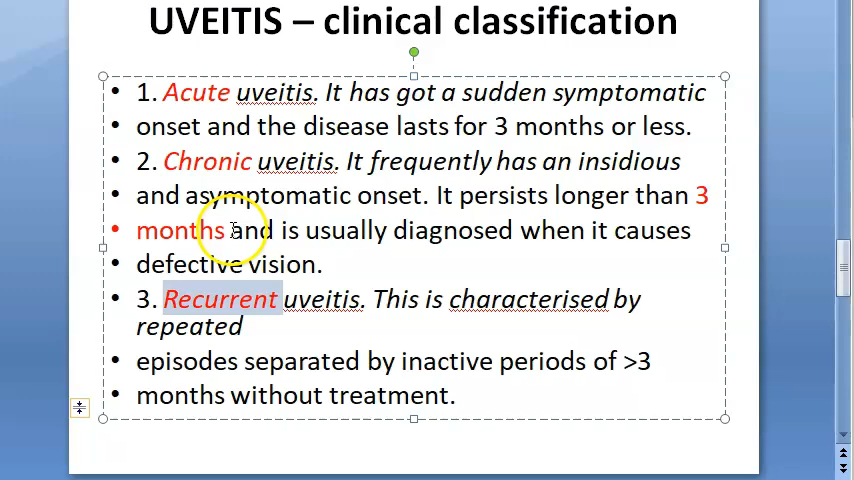 UVEITIS – clinical classification
• 1. Acute uveitis. It has got a sudden symptomatic
• onset and the disease lasts for 3 months or less.
• 2. Chronic uveitis. It frequently has an insidious
• and asymptomatic onset. It persists longer than 3
• months and is usually diagnosed when it causes
• defective vision.
• 3. Recurrent uveitis. This is characterised by
repeated
• episodes separated by inactive periods of >3
• months without treatment.